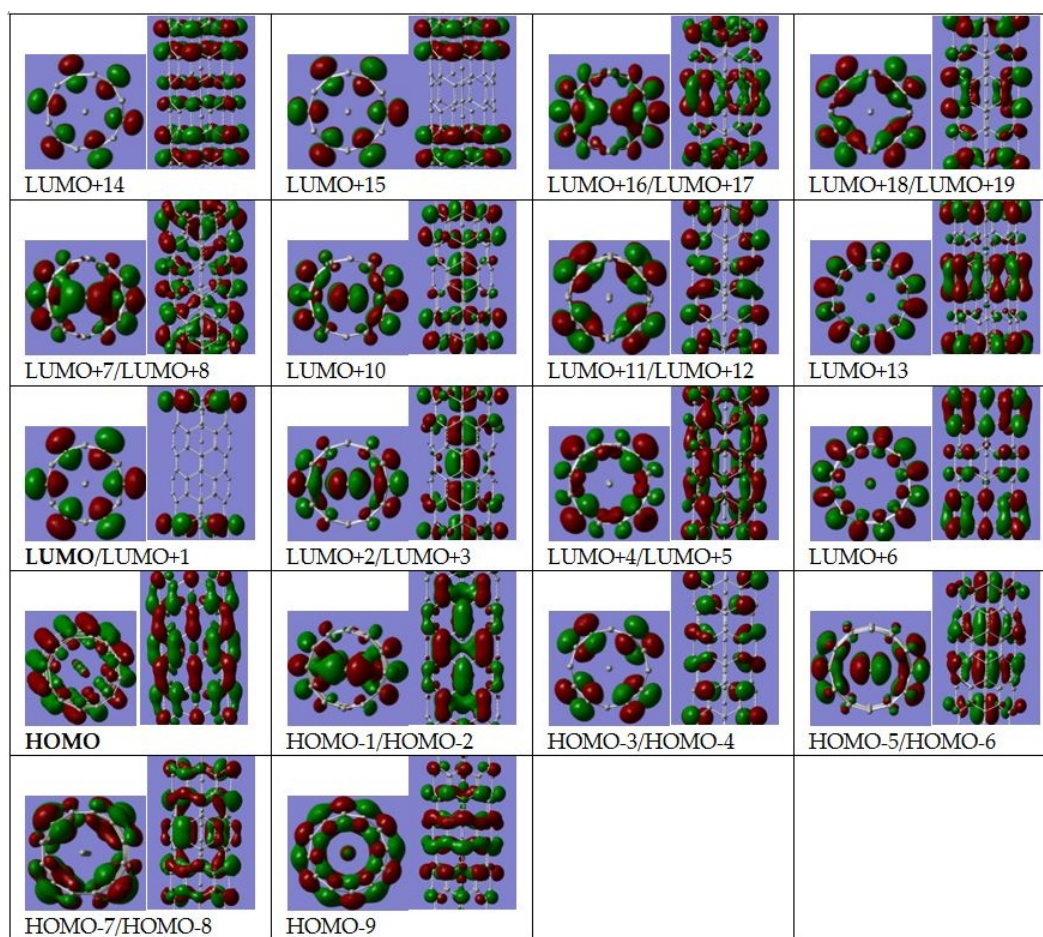 LUMO+14
LUMO+15
LUMO+16/LUMO+17
LUMO+18/LUMO+19
LUMO+7/LUMO+8
LUMO+10
LUMO+11/LUMO+12
LUMO+13
LUMO/LUMO+1
LUMO+2/LUMO+3
LUMO+4/LUMO+5
LUMO+6
HOMO
HOMO-1/HOMO-2
HOMO-3/HOMO-4
HOMO-5/HOMO-6
HOMO-7/HOMO-8
HOMO-9